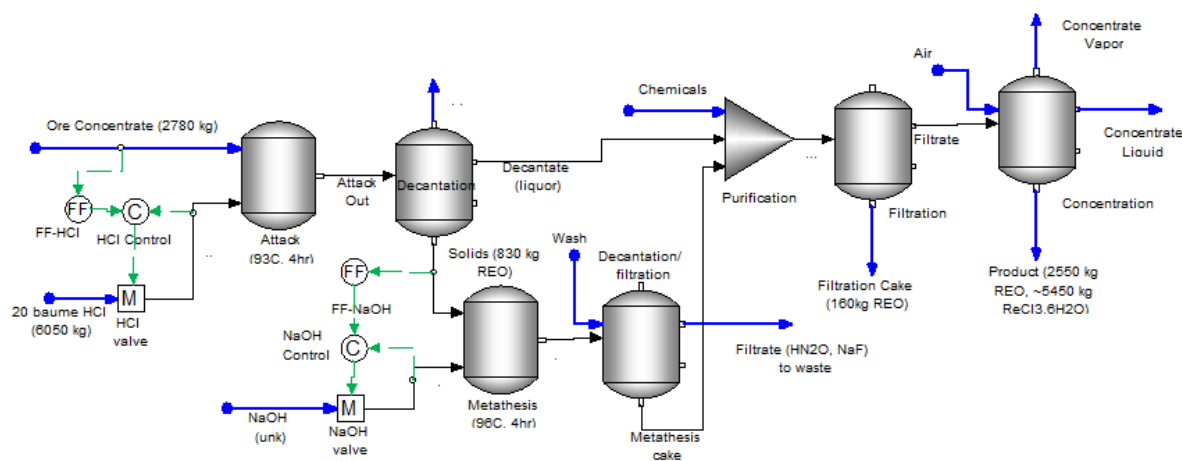 Concentrate
Vapor
Air
Chemicals
Ore Concentrate (2780 kg)
Filtrate
Concentrate
Liquid
Attack
Out
Decantation
Decantate
(liquor)
...
Purification
FF
FF-HCl
C
HCl Control
Attack
(93C, 4hr)
Filtration
Concentration
Solids (830 kg
REO)
Wash
Decantation/
filtration
FF
FF-NaOH
Filtration Cake
(160kg REO)
Product (2550 kg
REO, ~5450 kg
ReCl3.6H2O)
20 baume HCl
(6050 kg)
M
HCl
valve
NaOH
Control
C
Filtrate (HN2O, NaF)
to waste
NaOH
(unk)
M
NaOH
valve
Metathesis
(96C, 4hr)
Metathesis
cake